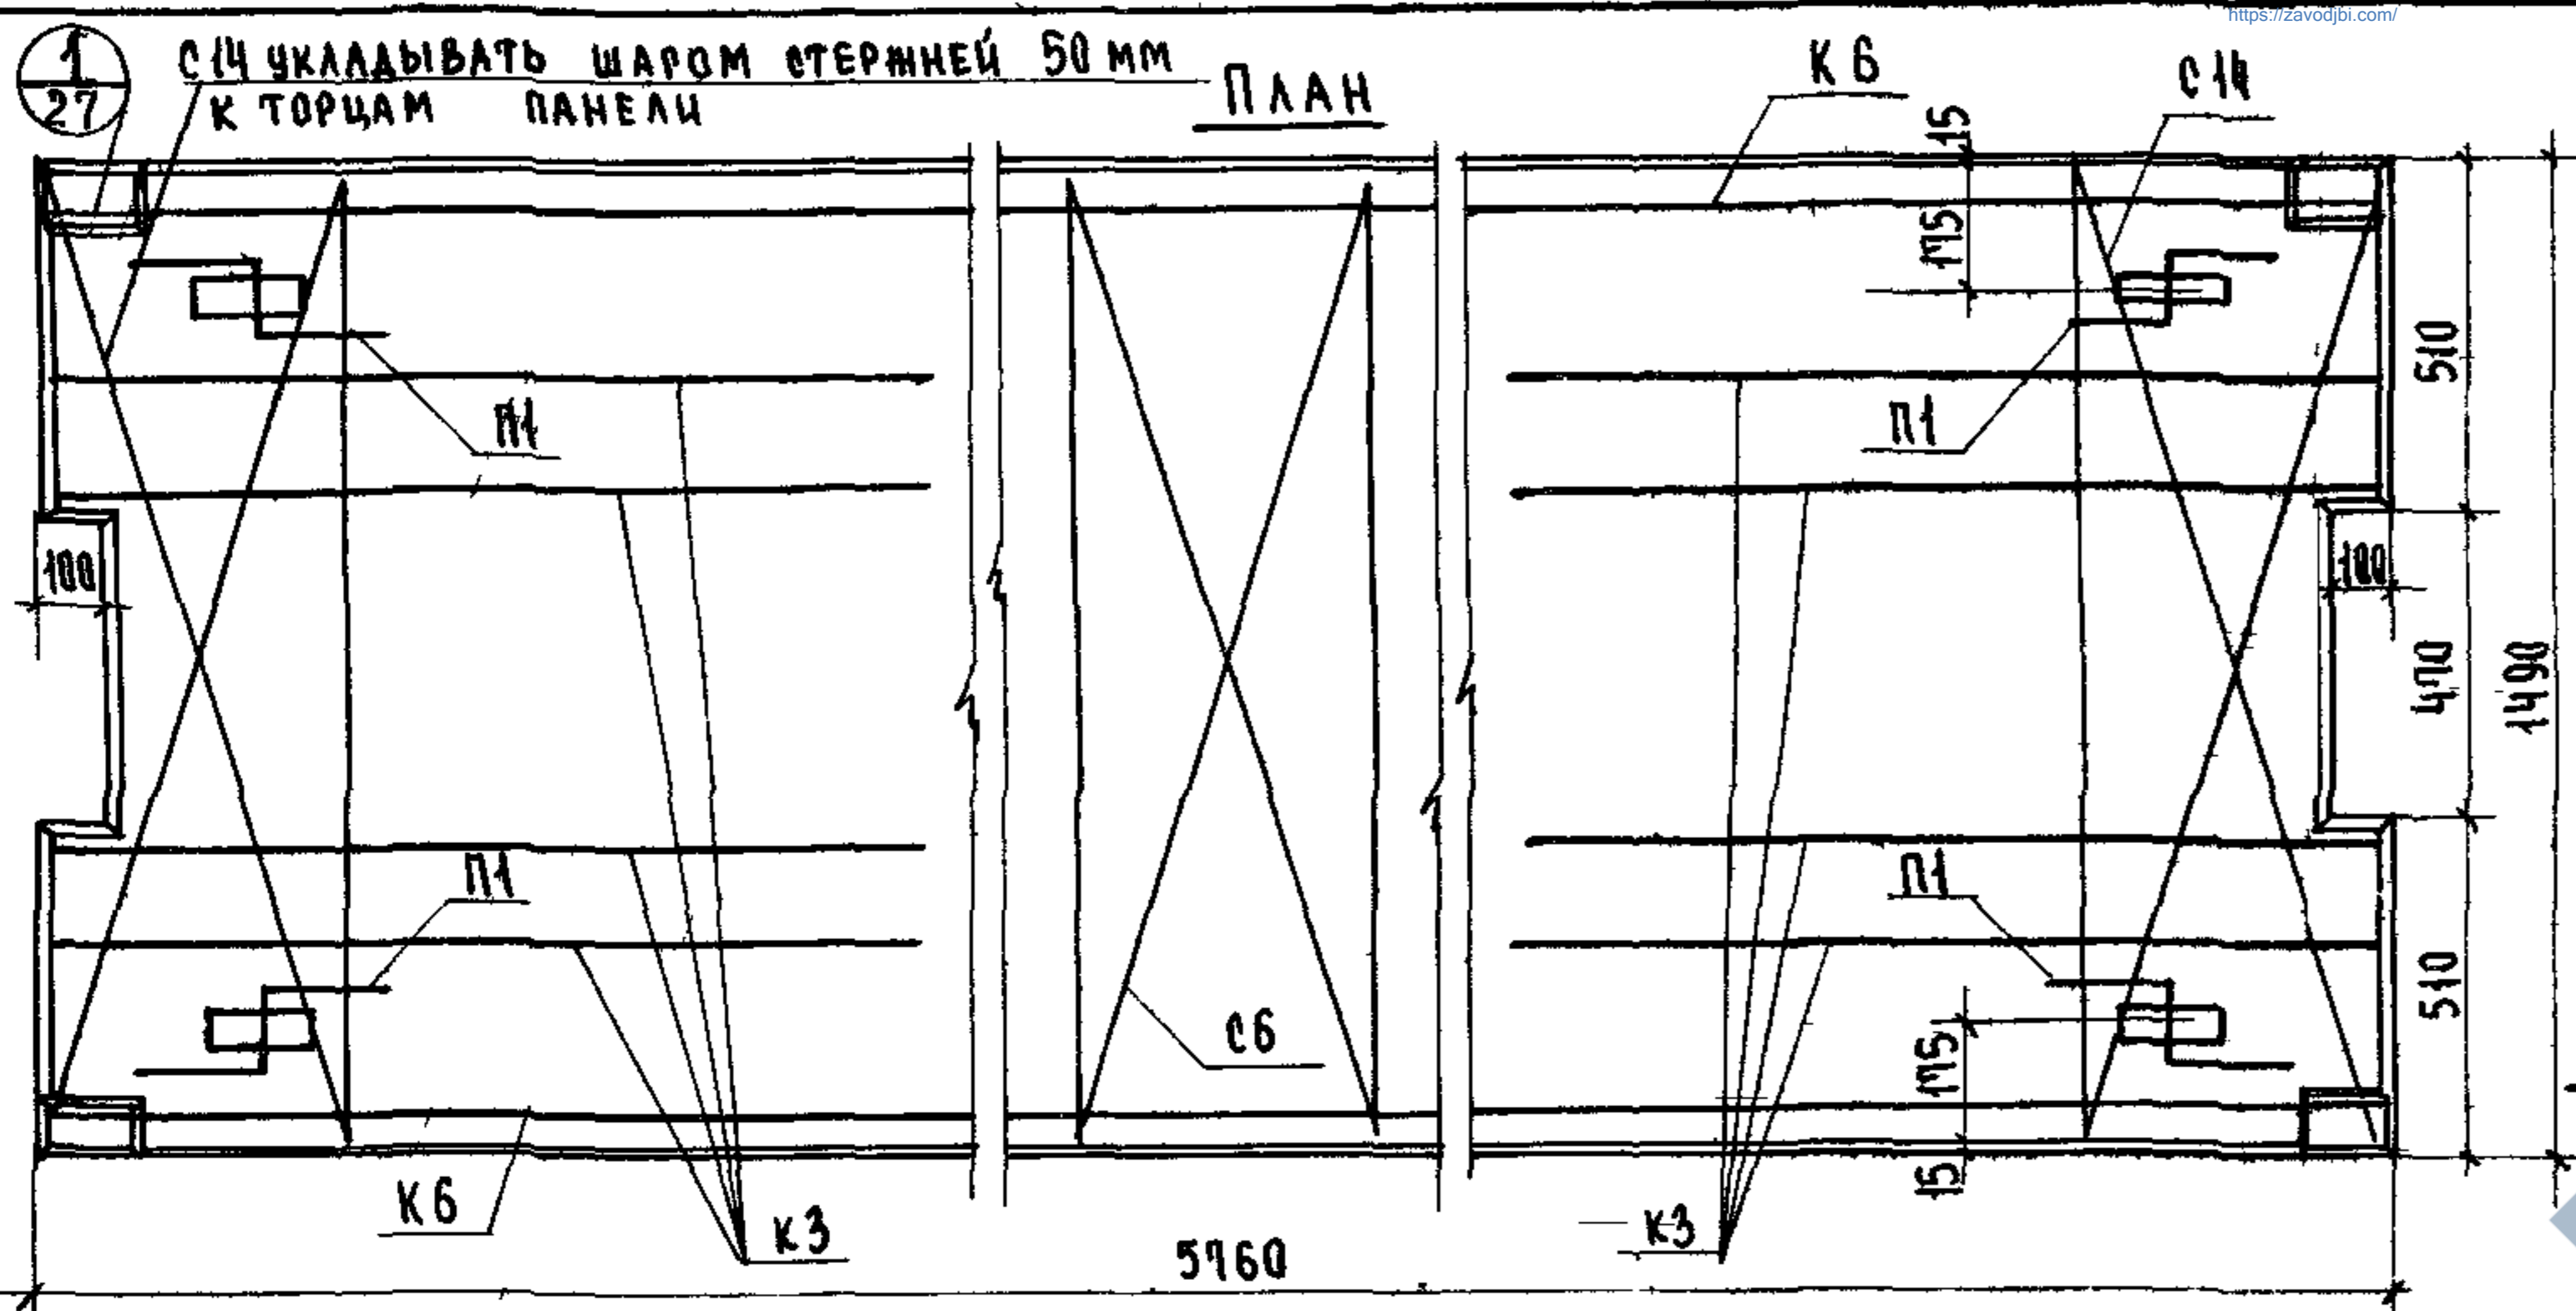 https://zavodjbi.com/
1
27
С14 УКЛАДЫВАТЬ ШАГОМ СТЕРЖНЕЙ 50 ММ
К ТОРЦАМ ПАНЕЛИ
ПЛАН
К6
С14
15
175
510
П1
П1
100
100
470
1490
П1
П1
510
С6
175
15
К6
К3
К3
5760